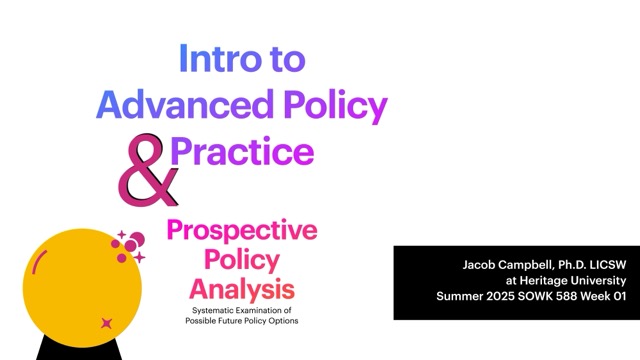 Intro to
Advanced Policy
& Practice
Prospective
Policy
Analysis
Systematic Examination of
Possible Future Policy Options
Jacob Campbell, Ph.D. LICSW
at Heritage University
Summer 2025 SOWK 588 Week 01